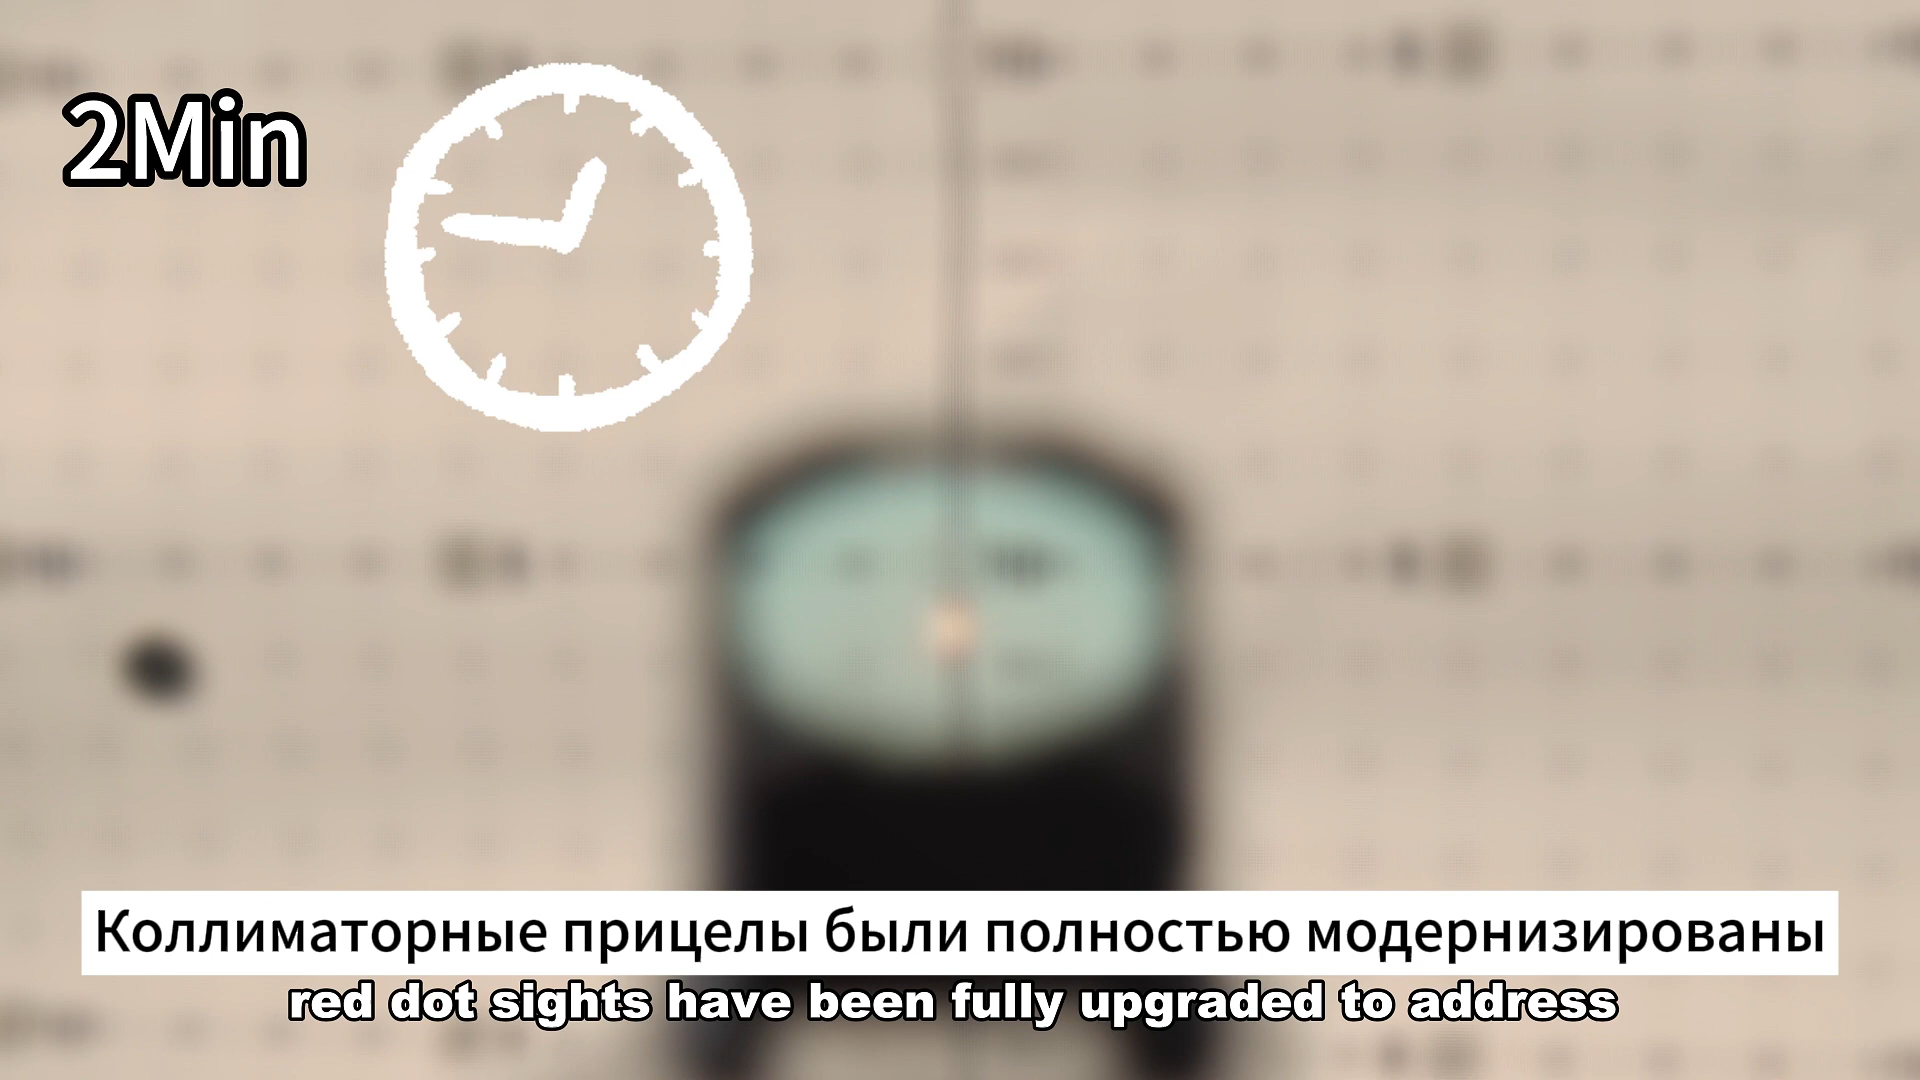 2Min
Коллиматорные прицелы были полностью модернизированы
red dot sights have been fully upgraded to address